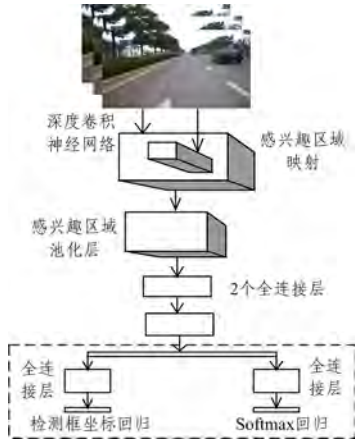 深度卷积
神经网络
感兴趣区域
映射
感兴趣区域
池化层
2个全连接层
全连
接层
全连
接层
检测框坐标回归
Softmax回归